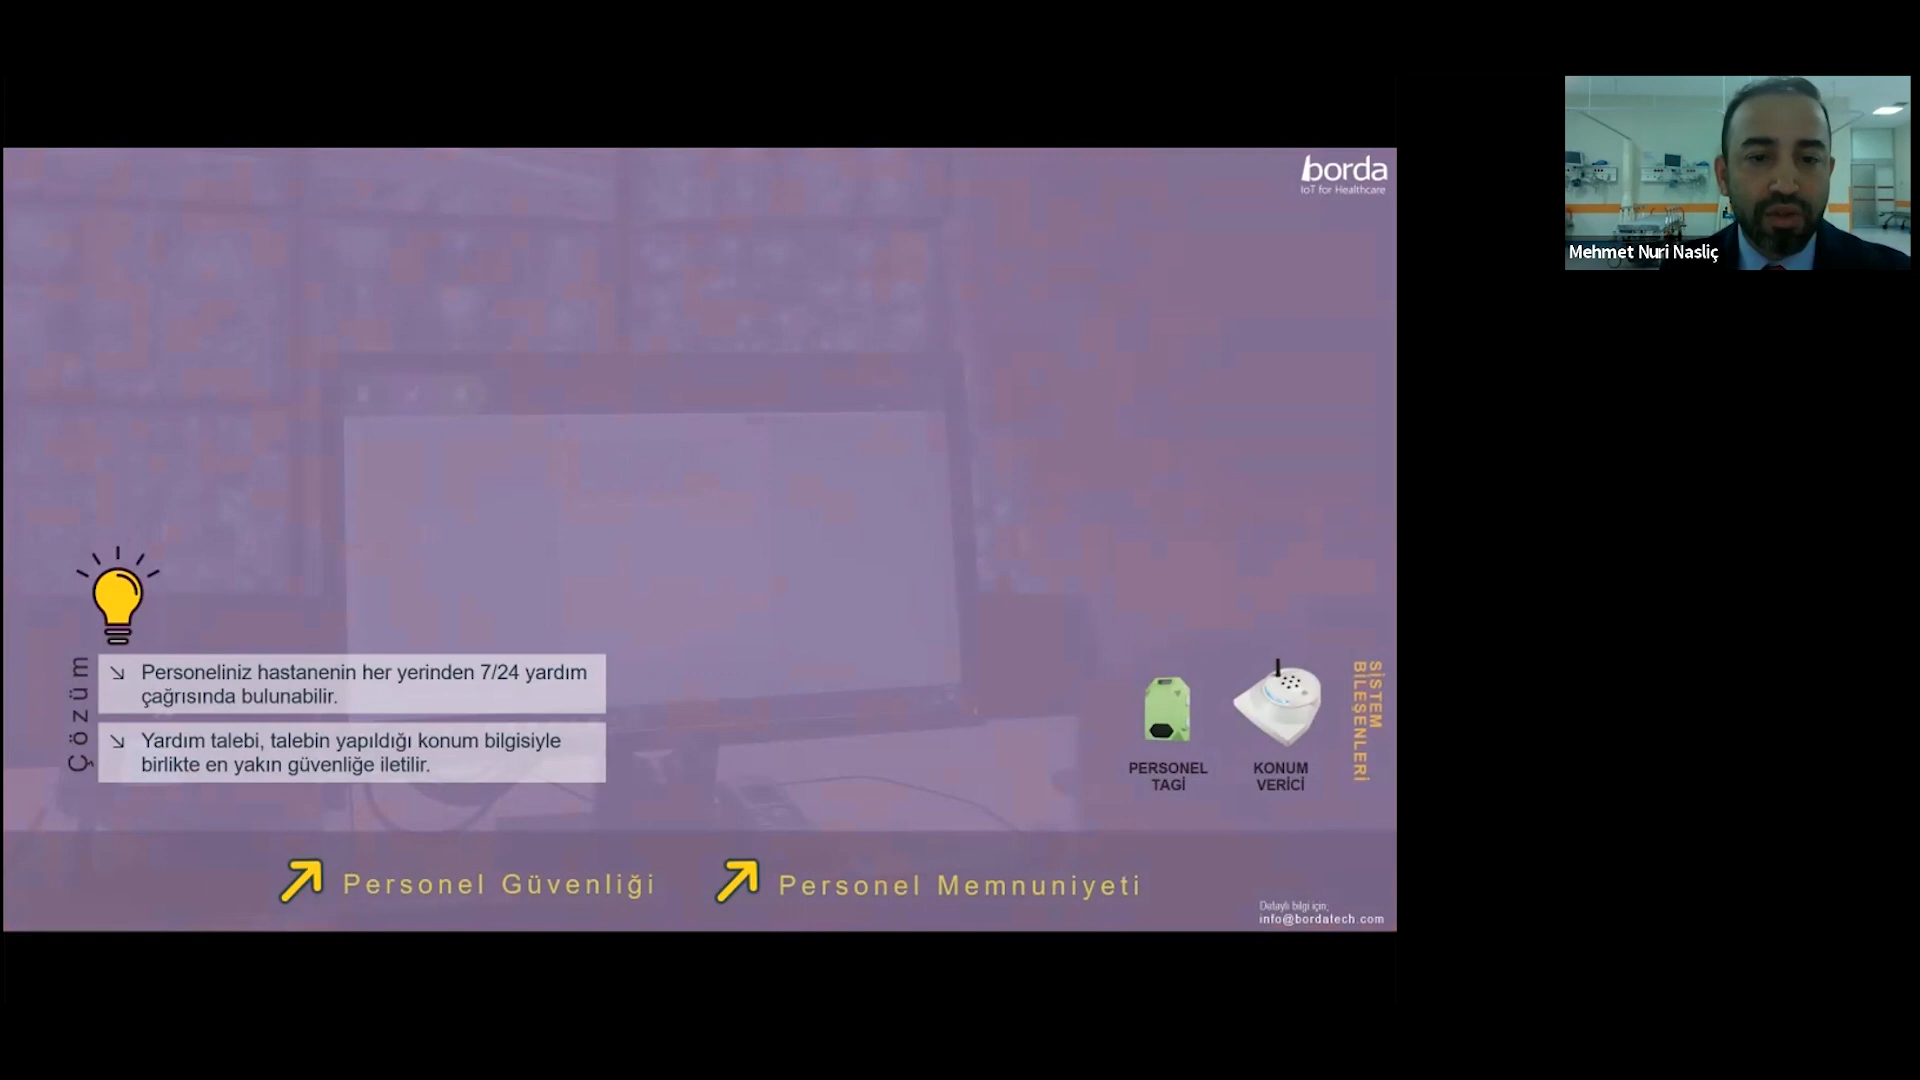 borda
IoT for Healthcare
Mehmet Nuri Nasliç
Çözüm
Personeliniz hastanenin her yerinden 7/24 yardım
çağrısında bulunabilir.
Yardım talebi, talebin yapıldığı konum bilgisiyle
birlikte en yakın güvenliğe iletilir.
PERSONEL
TAGİ
KONUM
VERİCİ
SİSTEM
BİLEŞENLERİ
Personel Güvenliği
Personel Memnuniyeti
Detaylı bilgi için;
info@bordatech.com